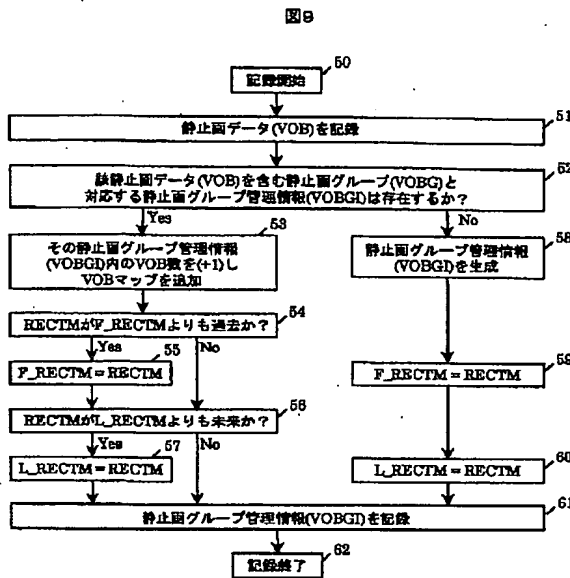 図9
記録開始
50
静止画データ(VOB)を記録
51
該静止画データ(VOB)を含む静止画グループ(VOBG)と
対応する静止画グループ管理情報(VOBGI)は存在するか?
52
Yes
No
53
その静止画グループ管理情報
(VOBGI)内のVOB数を(+1)し
VOBマップを追加
静止画グループ管理情報
(VOBGI)を生成
58
RECTMがF_RECTMよりも過去か?
54
Yes
No
55
F_RECTM=RECTM
F_RECTM=RECTM
59
RECTMがL_RECTMよりも未来か?
56
Yes
No
57
L_RECTM=RECTM
L_RECTM=RECTM
60
静止画グループ管理情報(VOBGI)を記録
61
記録終了
62